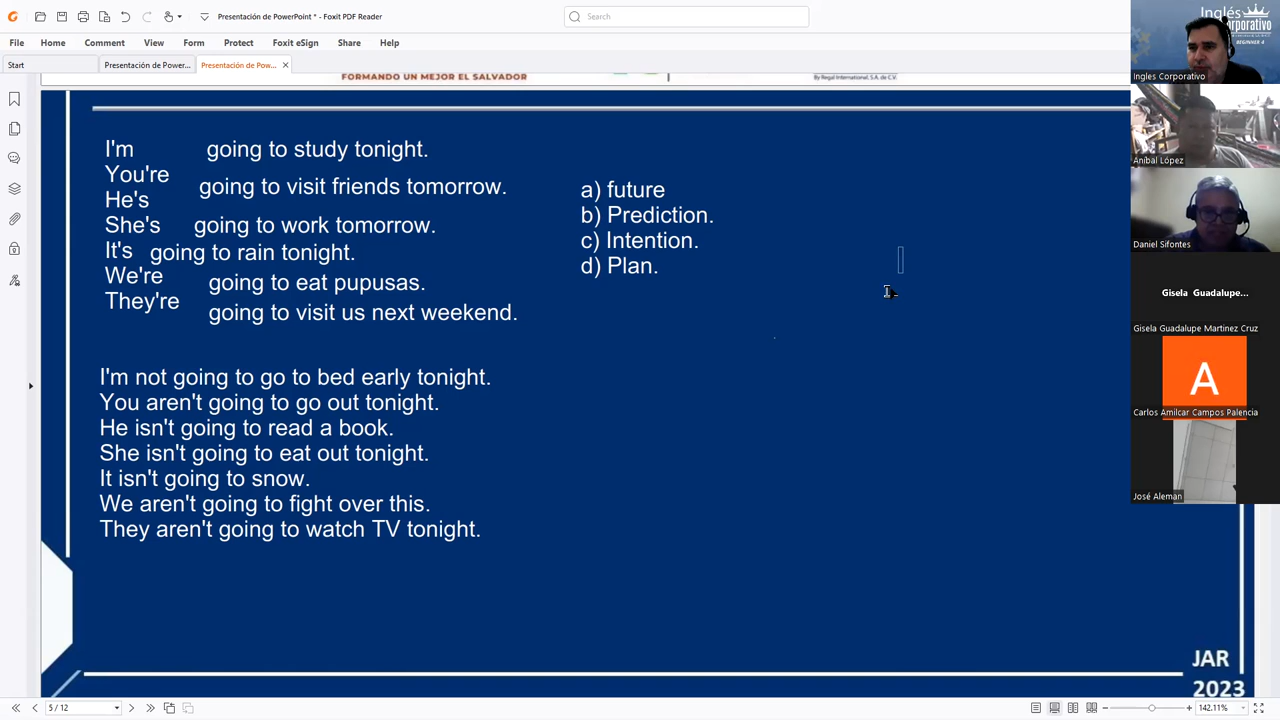 Presentación de PowerPoint * - Foxit PDF Reader
Search
File Home Comment View Form Protect Foxit eSign Share Help
Start
Presentación de Power...
Presentación de Pow...
FORMANDO UN MEJOR EL SALVADOR
By Regal International, S.A. de C.V.
I'm going to study tonight.
You're
going to visit friends tomorrow.
He's
She's going to work tomorrow.
It's going to rain tonight.
We're going to eat pupusas.
They're going to visit us next weekend.
a) future
b) Prediction.
c) Intention.
d) Plan.
I'm not going to go to bed early tonight.
You aren't going to go out tonight.
He isn't going to read a book.
She isn't going to eat out tonight.
It isn't going to snow.
We aren't going to fight over this.
They aren't going to watch TV tonight.
JAR
2023
5 / 12
142.11%
Inglés
Corporativo
BEGINNER 4
Ingles Corporativo
Aníbal López
Daniel Sifontes
Gisela Guadalupe...
Gisela Guadalupe Martinez Cruz
A
Carlos Amilcar Campos Palencia
José Aleman